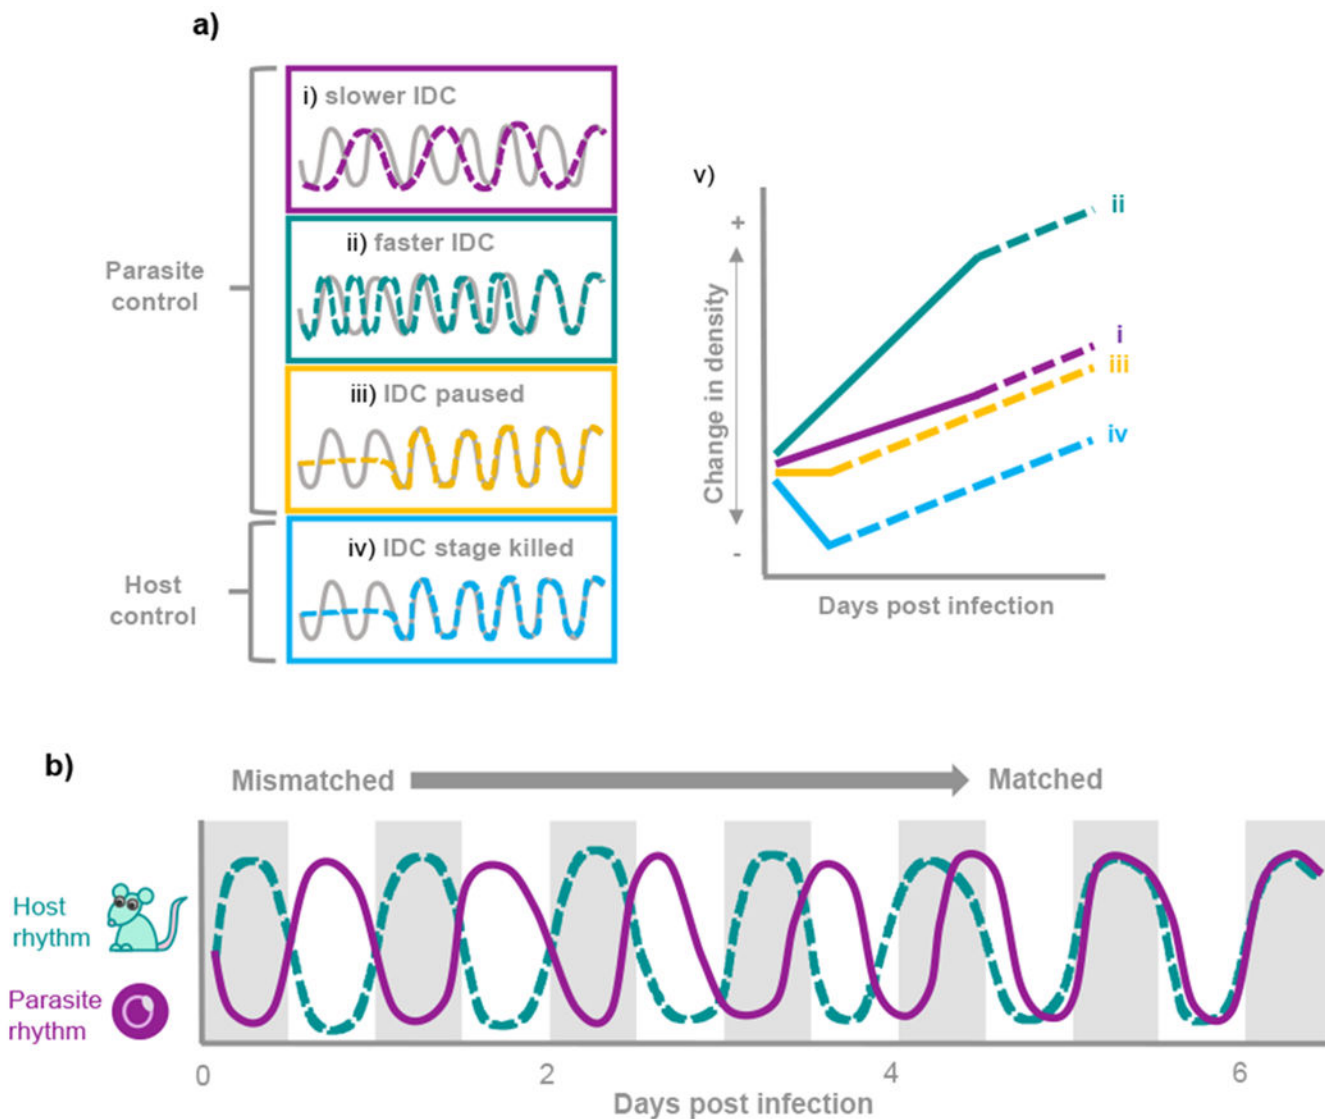 a)
i) slower IDC
ii) faster IDC
Parasite
control
iii) IDC paused
iv) IDC stage killed
Host
control
v)
+
Change in density
-
ii
i
iii
iv
Days post infection
b)
Mismatched
Matched
Host
rhythm
Parasite
rhythm
0
2
4
6
Days post infection